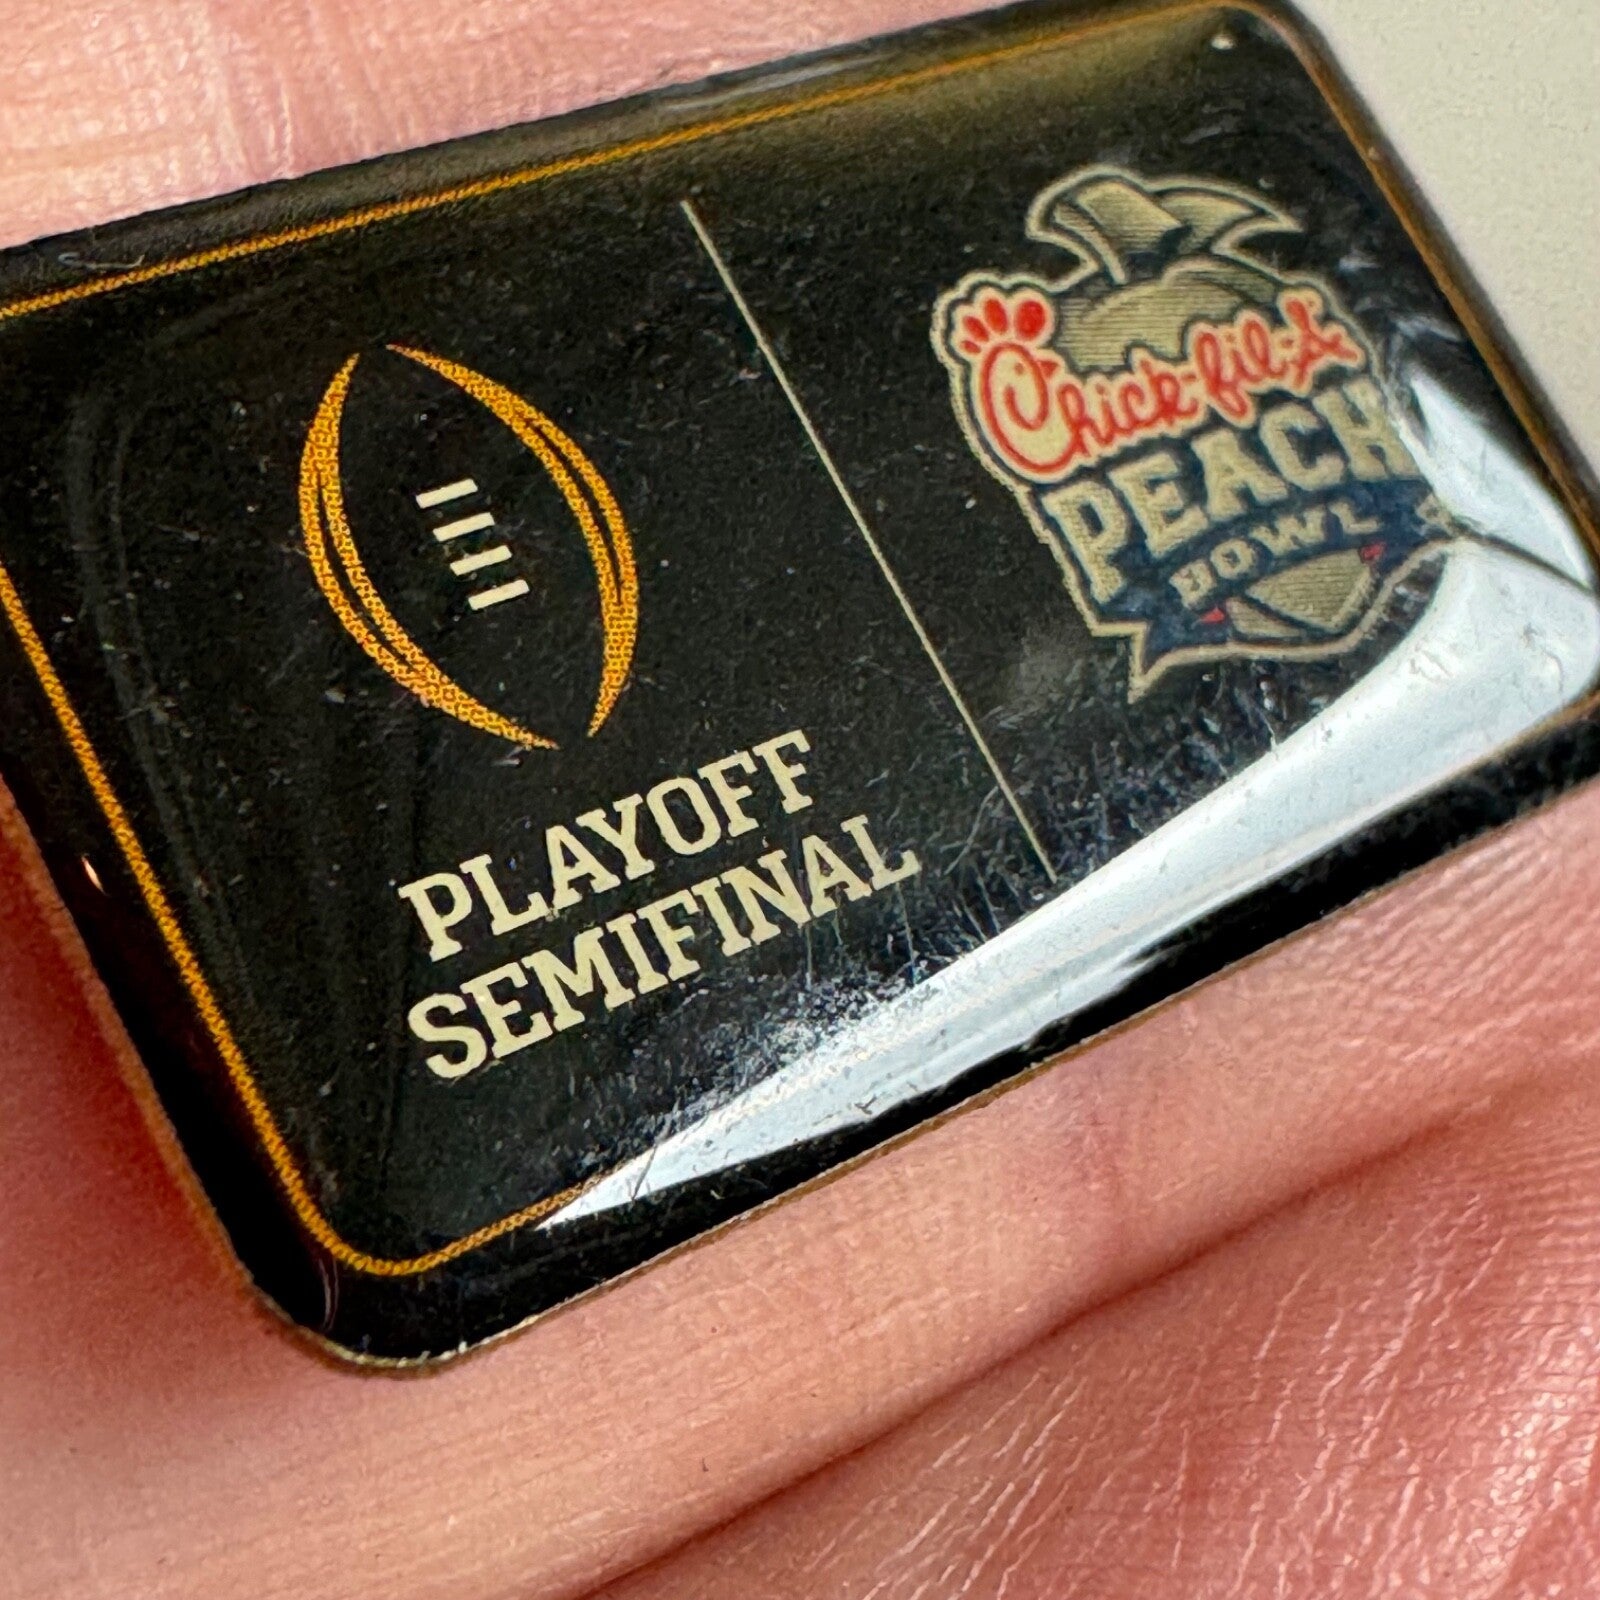 PLAYOFF
SEMIFINAL
Chick-fil-A
PEACH
BOWL